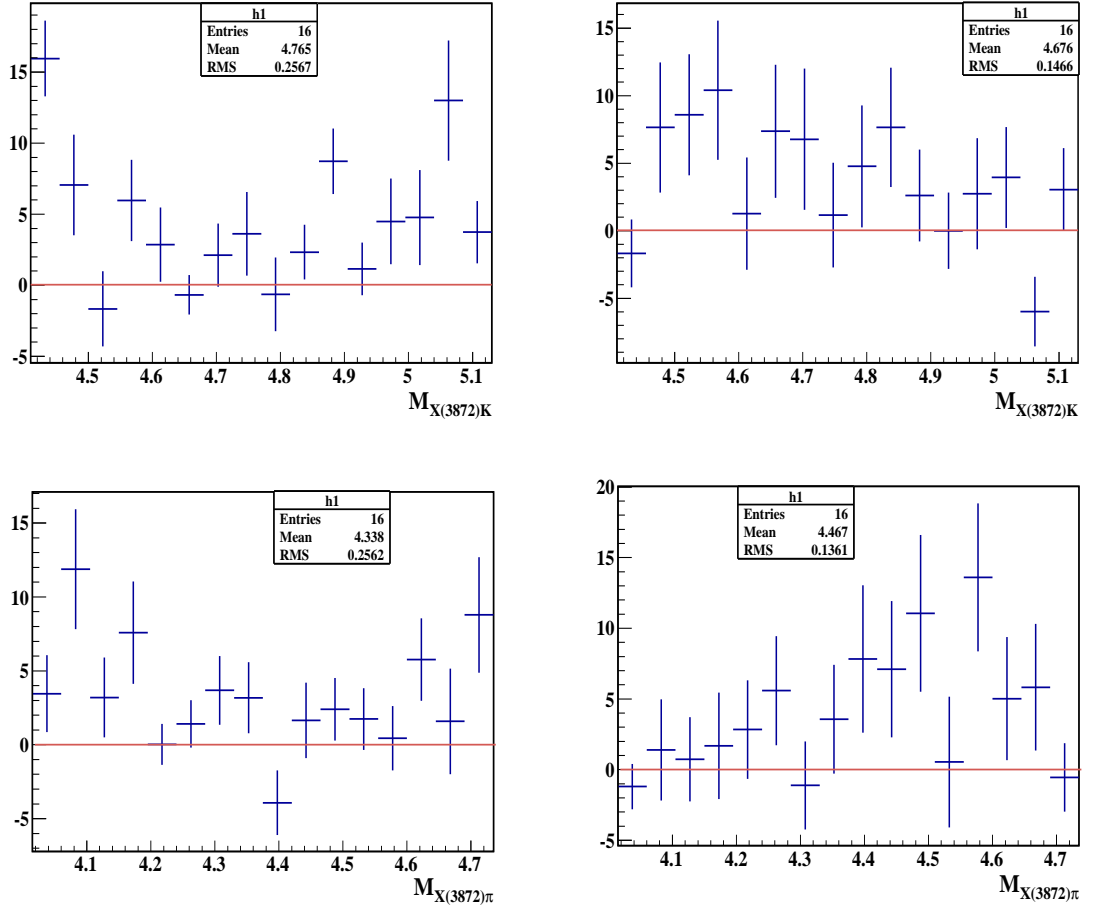 h1
Entries 16
Mean 4.765
RMS 0.2567
15
10
5
0
-5
4.5 4.6 4.7 4.8 4.9 5 5.1
M_X(3872)K
h1
Entries 16
Mean 4.676
RMS 0.1466
15
10
5
0
-5
4.5 4.6 4.7 4.8 4.9 5 5.1
M_X(3872)K
h1
Entries 16
Mean 4.338
RMS 0.2562
15
10
5
0
-5
4.1 4.2 4.3 4.4 4.5 4.6 4.7
M_X(3872)π
h1
Entries 16
Mean 4.467
RMS 0.1361
20
15
10
5
0
-5
4.1 4.2 4.3 4.4 4.5 4.6 4.7
M_X(3872)π